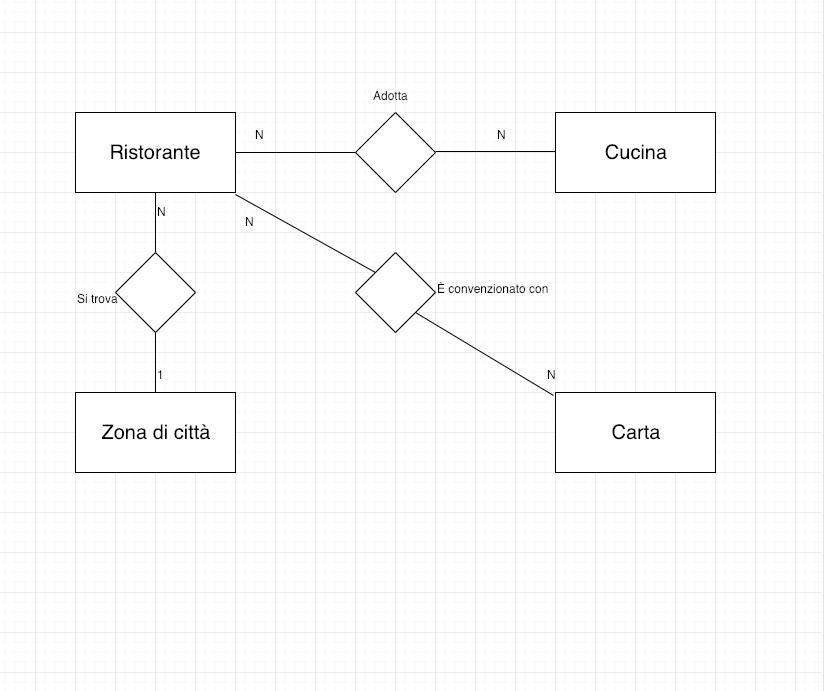 Adotta
N
N
Ristorante
Cucina
N
N
È convenzionato con
Si trova
1
N
Zona di città
Carta